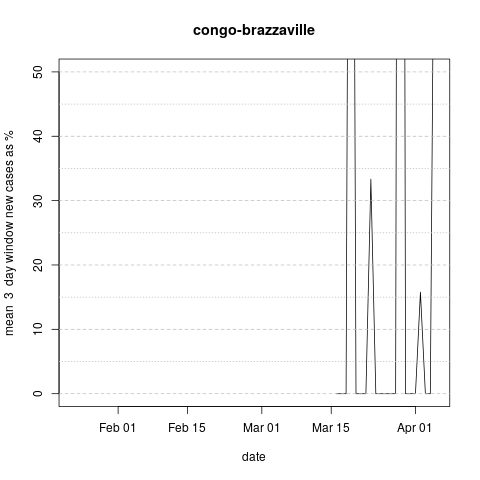 congo-brazzaville
mean 3 day window new cases as %
50
40
30
20
10
0
Feb 01 Feb 15 Mar 01 Mar 15 Apr 01
date